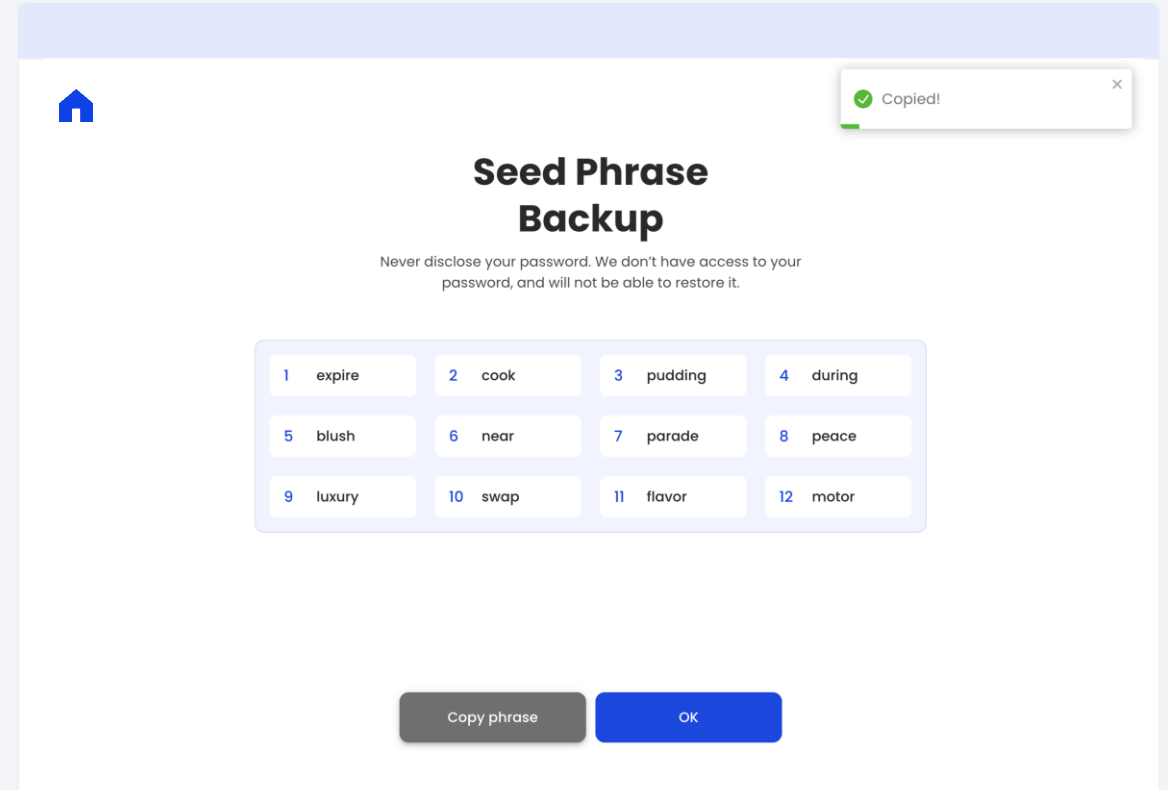 Copied!
Seed Phrase
Backup
Never disclose your password. We don’t have access to your
password, and will not be able to restore it.
1 expire 2 cook 3 pudding 4 during
5 blush 6 near 7 parade 8 peace
9 luxury 10 swap 11 flavor 12 motor
Copy phrase OK